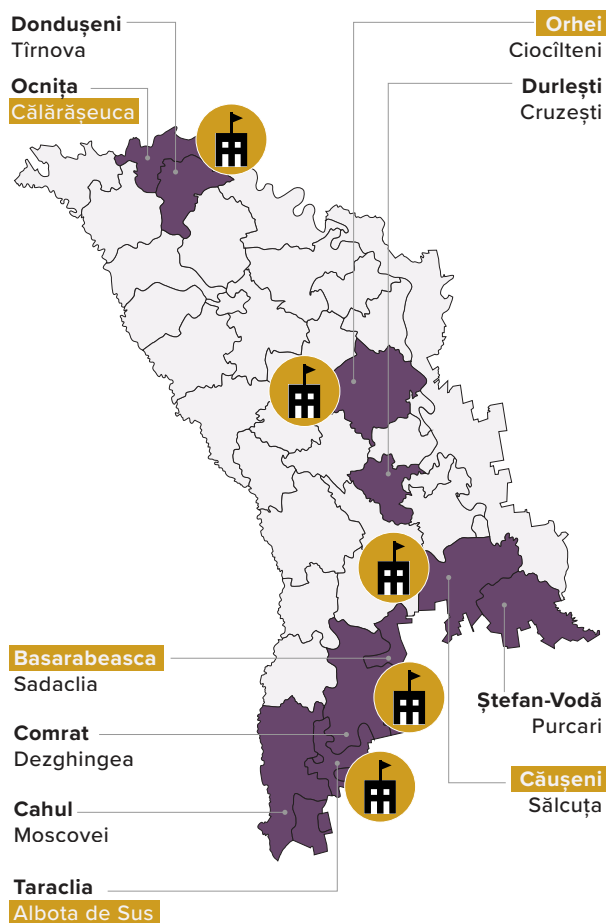 Dondușeni
Tîrnova
Ocnița
Călărășeuca
Orhei
Ciocîlteni
Durlești
Cruzești
Basarabeasca
Sadaclia
Comrat
Dezghingea
Cahul
Moscovei
Taraclia
Albota de Sus
Ștefan-Vodă
Purcari
Căușeni
Sălcuța